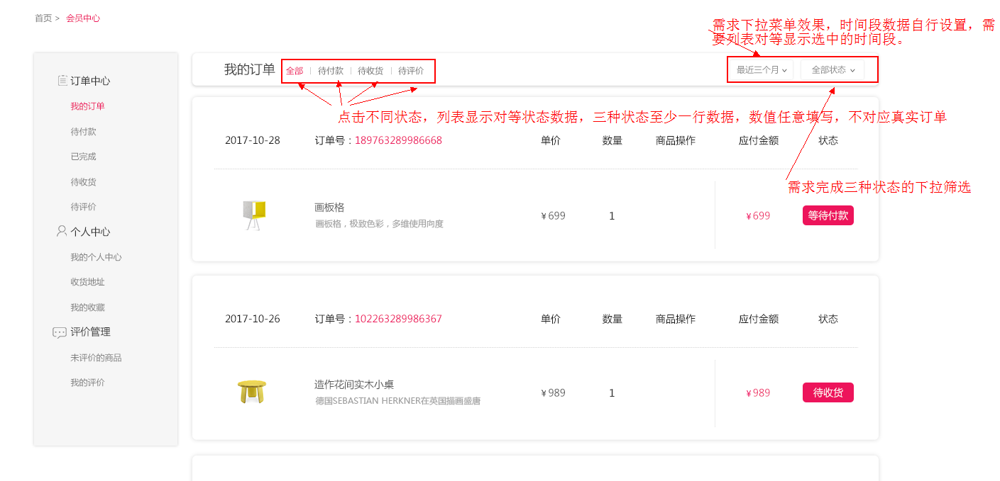 首页 > 会员中心
需求下拉菜单效果，时间段数据自行设置，需
要列表对等显示选中的时间段。
订单中心
我的订单
待付款
已完成
待收货
待评价
个人中心
我的个人中心
收货地址
我的收藏
评价管理
未评价的商品
我的评价
我的订单 全部 | 待付款 | 待收货 | 待评价 最近三个月 全部状态
点击不同状态，列表显示对等状态数据，三种状态至少一行数据，数值任意填写，不对应真实订单
2017-10-28 订单号：189763289986668 单价 数量 商品操作 应付金额 状态
需求完成三种状态的下拉筛选
画板格
画板格，极致色彩，多维使用向度
¥699 1 ¥699 等待付款
2017-10-26 订单号：102263289986367 单价 数量 商品操作 应付金额 状态
造作花间实木小桌
德国SEBASTIAN HERKNER在英国描画盛唐
¥989 1 ¥989 待收货